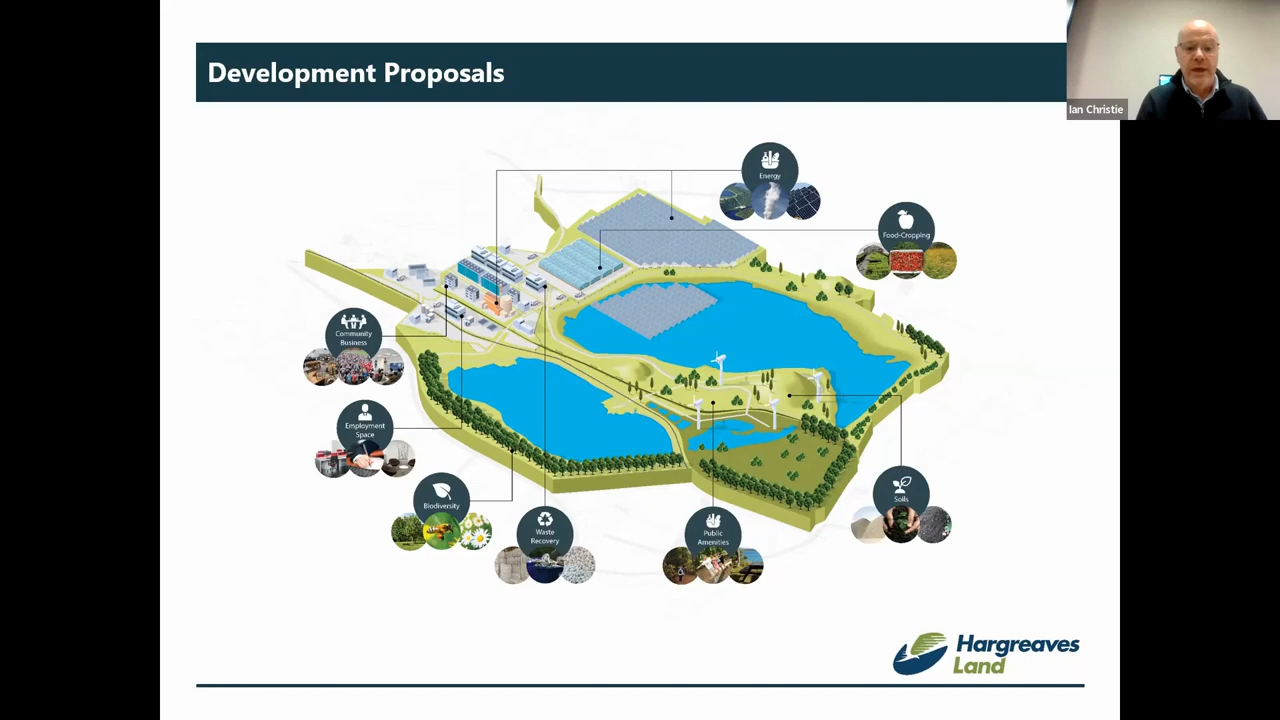 Development Proposals
Ian Christie
Energy
Food-Cropping
Community
Business
Employment
Space
Biodiversity
Waste
Recovery
Public
Amenities
Soils
Hargreaves
Land